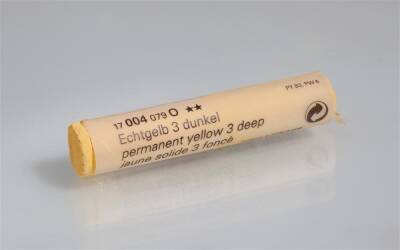 17 004 079 O ★★
Echtgelb 3 dunkel
permanent yellow 3 deep
jaune solide 3 foncé
PY 83, PW 6